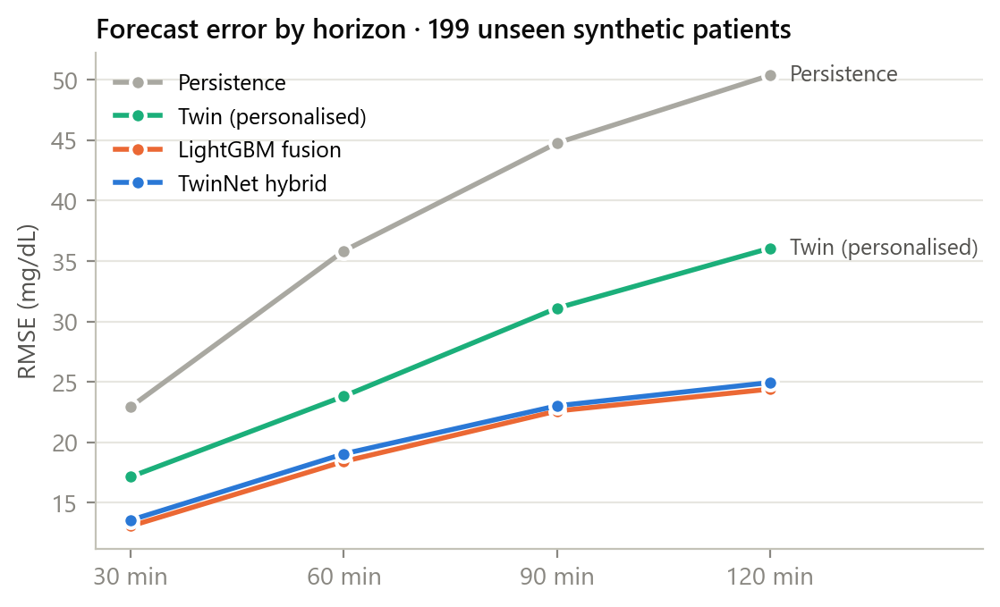 Forecast error by horizon · 199 unseen synthetic patients
Persistence
Twin (personalised)
LightGBM fusion
TwinNet hybrid
Persistence
Twin (personalised)
RMSE (mg/dL)
50
45
40
35
30
25
20
15
30 min
60 min
90 min
120 min